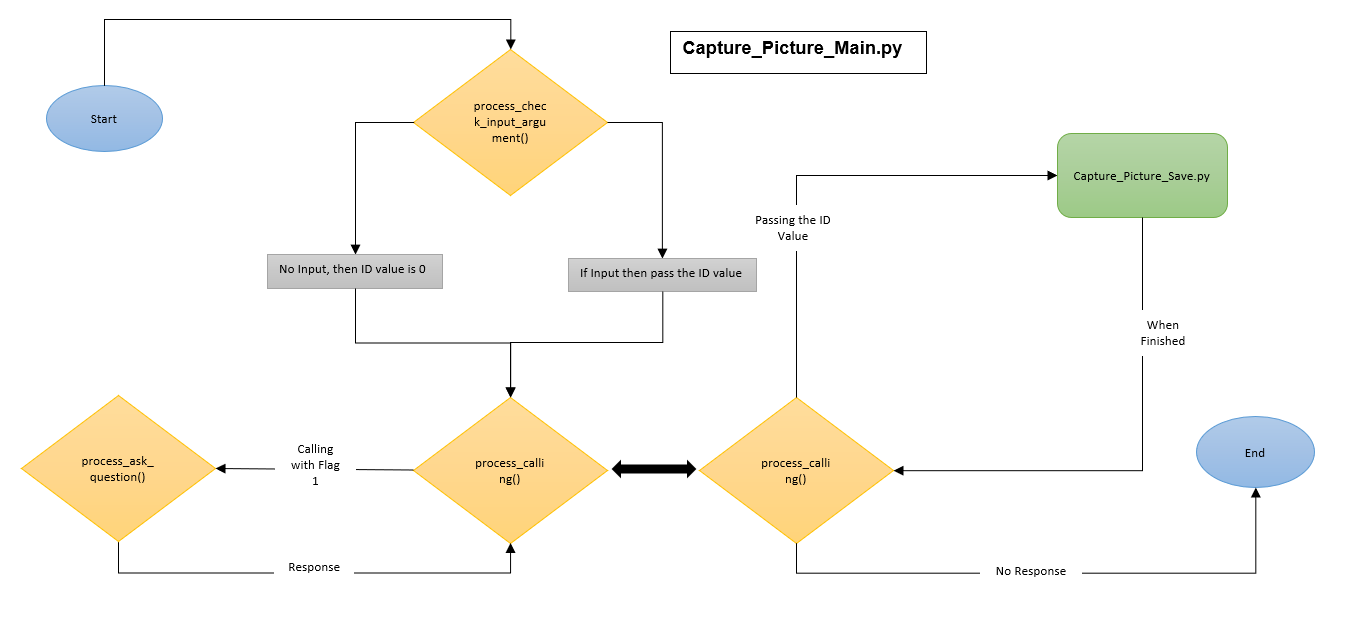 Capture_Picture_Main.py
Start
process_chec
k_input_argu
ment()
No Input, then ID value is 0
If Input then pass the ID value
Passing the ID
Value
Capture_Picture_Save.py
When
Finished
process_ask_
question()
Calling
with Flag
1
process_calli
ng()
process_calli
ng()
End
Response
No Response